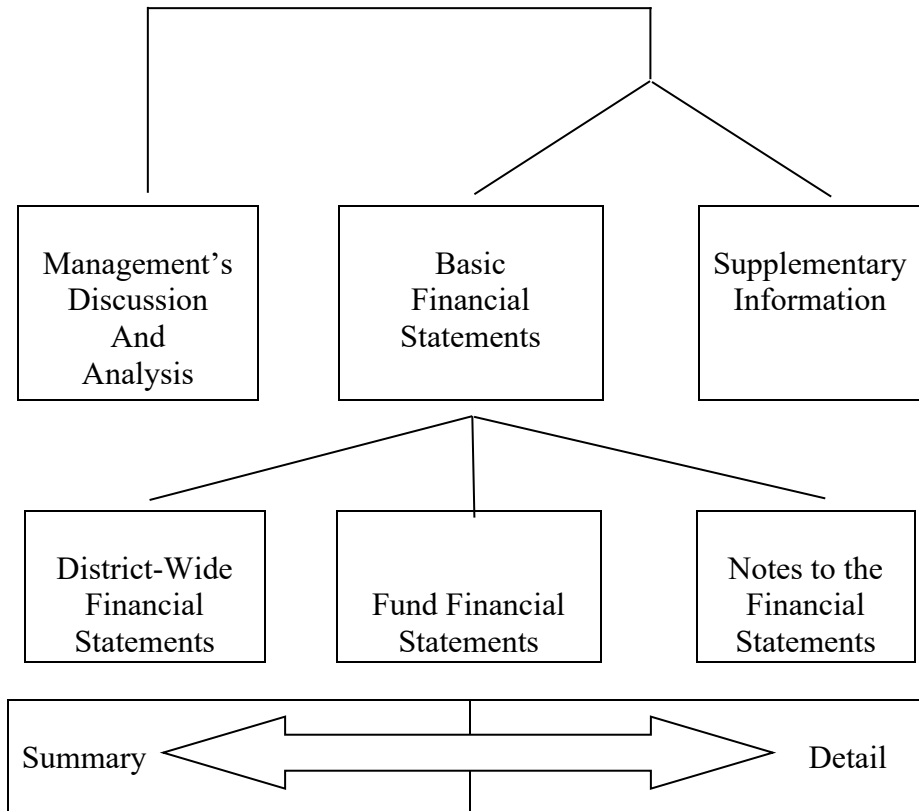 Management’s
Discussion
And
Analysis
Basic
Financial
Statements
Supplementary
Information
District-Wide
Financial
Statements
Fund Financial
Statements
Notes to the
Financial
Statements
Summary
Detail